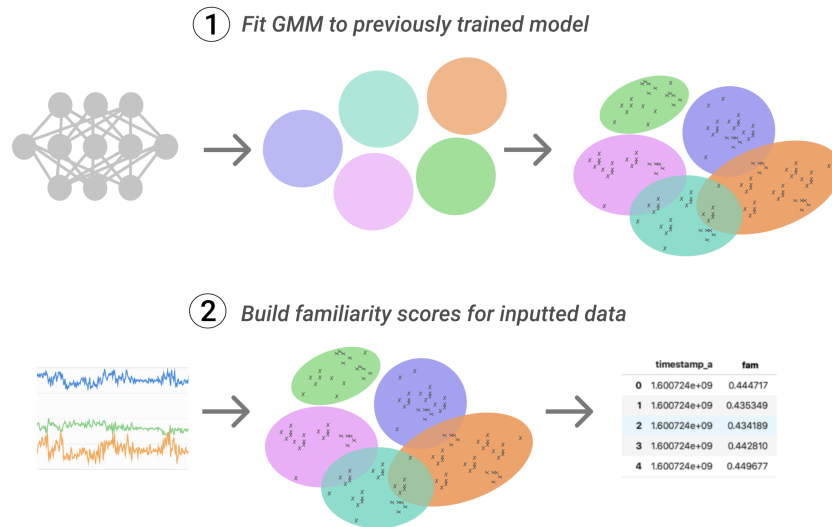 1 Fit GMM to previously trained model
2 Build familiarity scores for inputted data
timestamp_a fam
0 1.600724e+09 0.444717
1 1.600724e+09 0.435349
2 1.600724e+09 0.434189
3 1.600724e+09 0.442810
4 1.600724e+09 0.449677